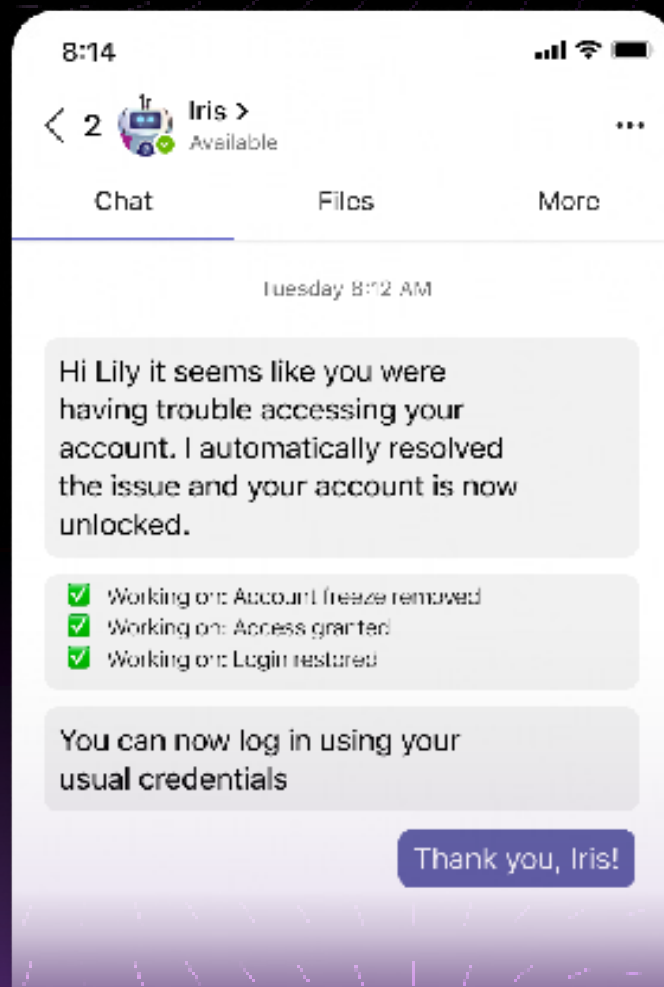 8:14
2
Iris >
Available
Chat
Files
More
Tuesday 8:12 AM
Hi Lily it seems like you were
having trouble accessing your
account. I automatically resolved
the issue and your account is now
unlocked.
Working on: Account freeze removed
Working on: Access granted
Working on: Login restored
You can now log in using your
usual credentials
Thank you, Iris!